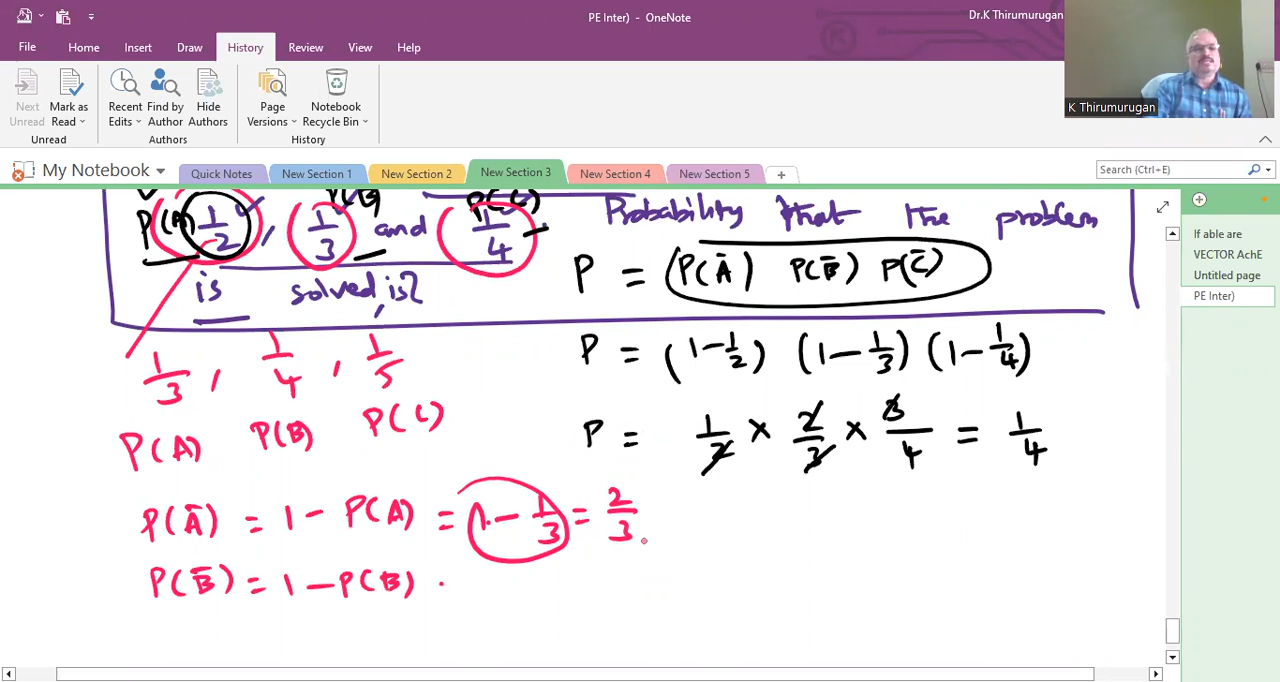 PE Inter) - OneNote
Dr.K Thirumurugan
File Home Insert Draw History Review View Help
Next Unread
Mark as Read
Recent Edits
Find by Author
Hide Authors
Page Versions
Notebook Recycle Bin
Unread
Authors
History
K Thirumurugan
My Notebook
Quick Notes
New Section 1
New Section 2
New Section 3
New Section 4
New Section 5
Search (Ctrl+E)
If able are
VECTOR AchE
Untitled page
PE Inter)
P(A) P(B) P(C)
1/2 , 1/3 and 1/4 Probability that the problem
is solved, is?
P = P(Ā) P(B̄) P(C̄)
1/3 , 1/4 , 1/5
P(A) P(B) P(C)
P = (1 - 1/2) (1 - 1/3) (1 - 1/4)
P = 1/2 × 2/3 × 3/4 = 1/4
P(Ā) = 1 - P(A) = 1 - 1/3 = 2/3
P(B̄) = 1 - P(B)